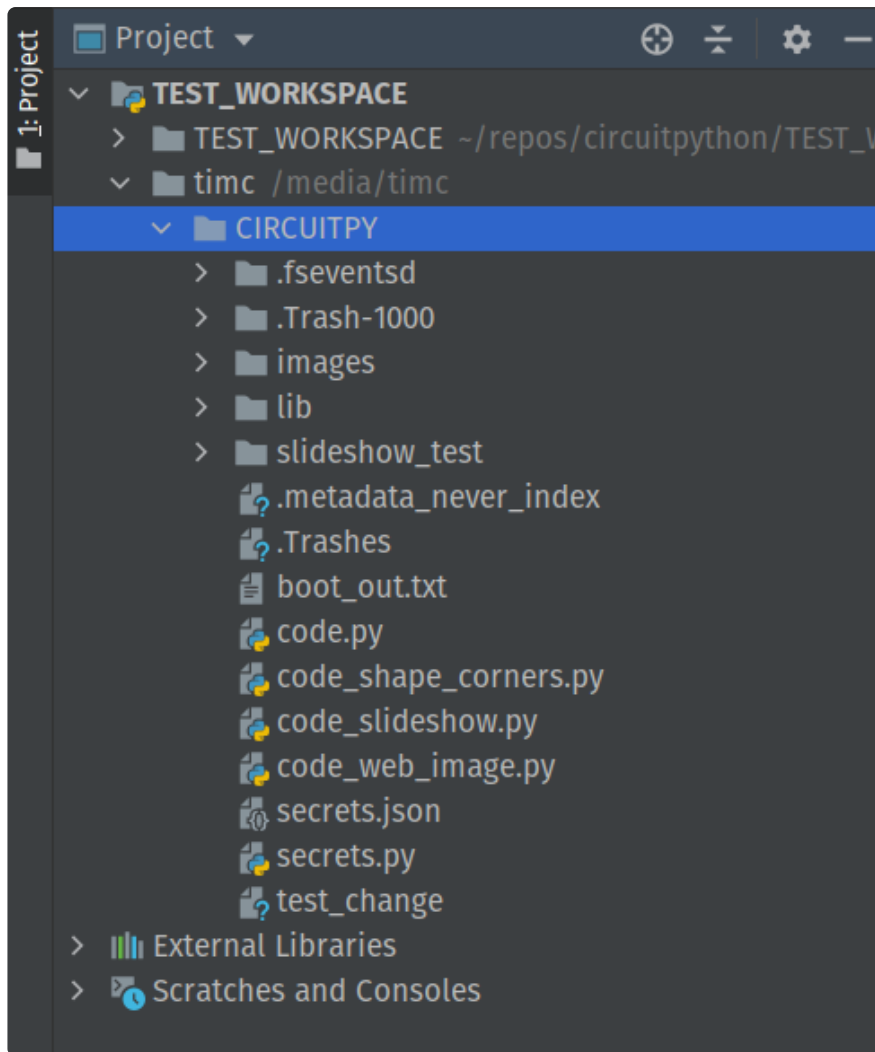 1: Project
Project
TEST_WORKSPACE
TEST_WORKSPACE ~/repos/circuitpython/TEST_W
timc /media/timc
CIRCUITPY
.fseventsd
.Trash-1000
images
lib
slideshow_test
.metadata_never_index
.Trashes
boot_out.txt
code.py
code_shape_corners.py
code_slideshow.py
code_web_image.py
secrets.json
secrets.py
test_change
External Libraries
Scratches and Consoles